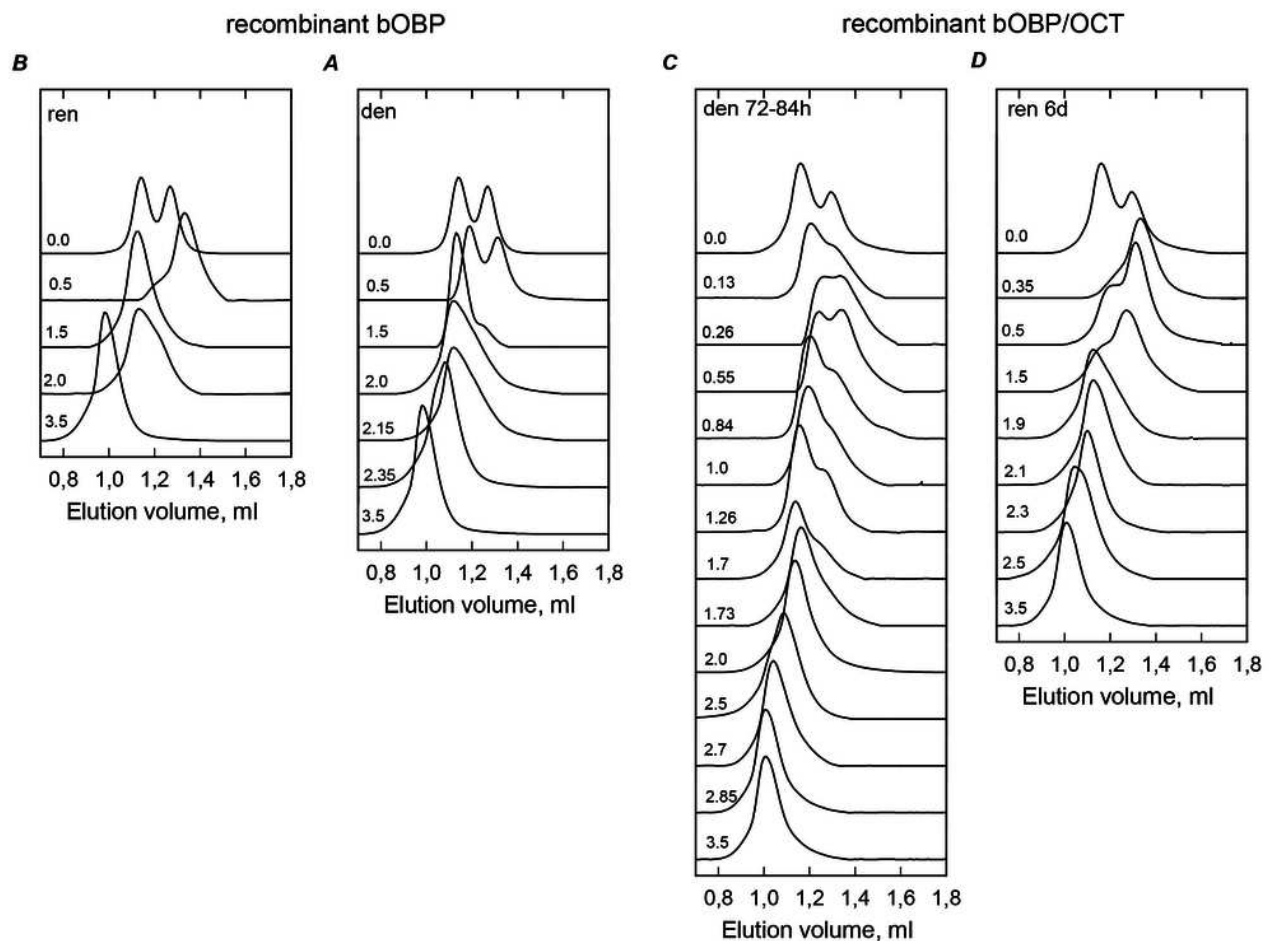 recombinant bOBP
recombinant bOBP/OCT
B
ren
0.0
0.5
1.5
2.0
3.5
0,8 1,0 1,2 1,4 1,6 1,8
Elution volume, ml
A
den
0.0
0.5
1.5
2.0
2.15
2.35
3.5
0,8 1,0 1,2 1,4 1,6 1,8
Elution volume, ml
C
den 72-84h
0.0
0.13
0.26
0.55
0.84
1.0
1.26
1.7
1.73
2.0
2.5
2.7
2.85
3.5
0,8 1,0 1,2 1,4 1,6 1,8
Elution volume, ml
D
ren 6d
0.0
0.35
0.5
1.5
1.9
2.1
2.3
2.5
3.5
0,8 1,0 1,2 1,4 1,6 1,8
Elution volume, ml